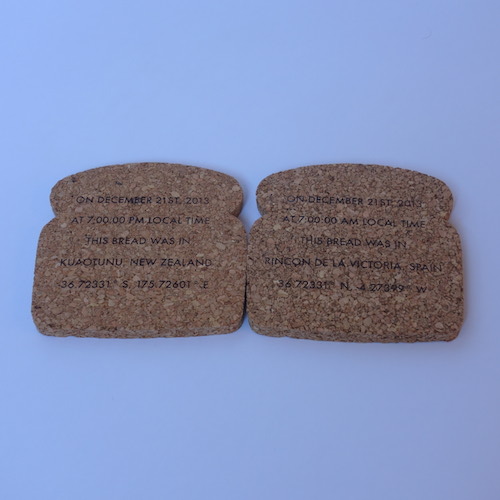 ON DECEMBER 21ST, 2013
AT 7:00:00 PM LOCAL TIME
THIS BREAD WAS IN
KUAOTUNU, NEW ZEALAND
36.72331° S, 175.72601° E
ON DECEMBER 21ST, 2013
AT 7:00:00 AM LOCAL TIME
THIS BREAD WAS IN
RINCON DE LA VICTORIA, SPAIN
36.72331° N, 4.27399° W